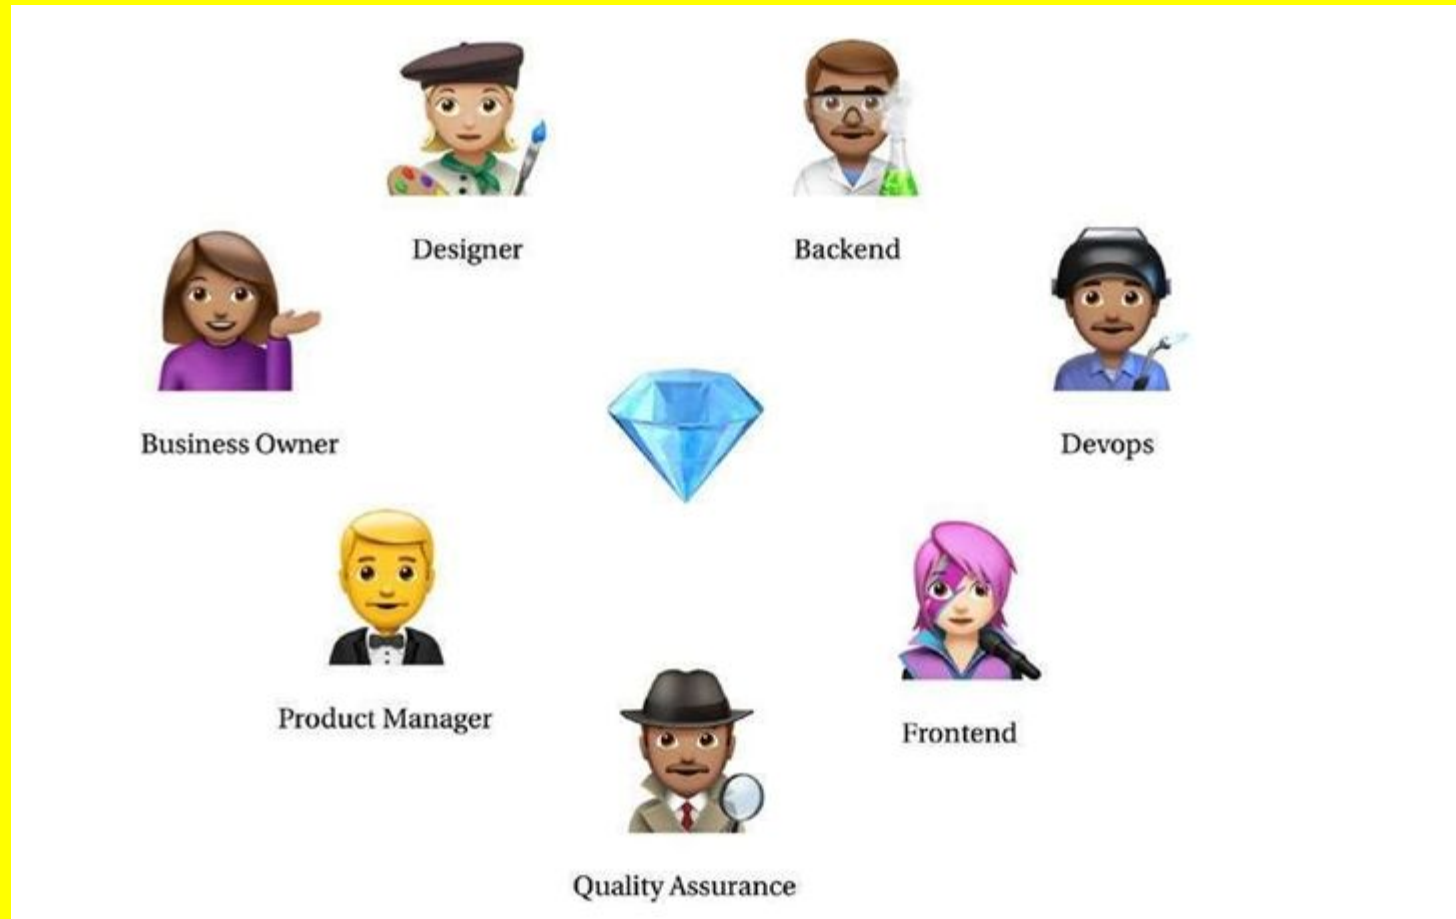 Designer
Backend
Business Owner
Devops
Product Manager
Frontend
Quality Assurance